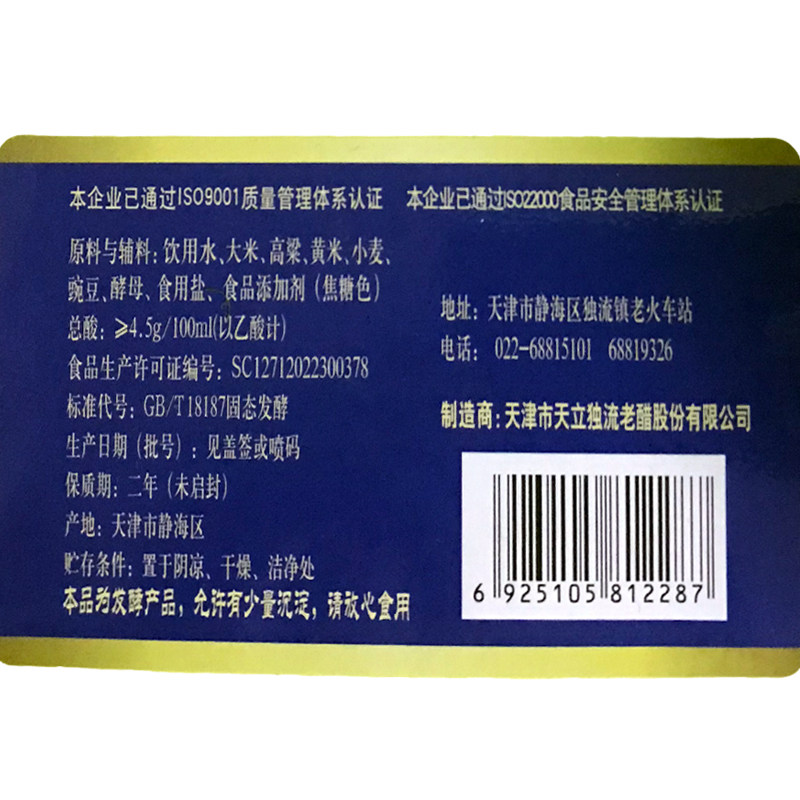 本企业已通过ISO9001质量管理体系认证
本企业已通过ISO22000食品安全管理体系认证
原料与辅料：饮用水、大米、高粱、黄米、小麦、
豌豆、酵母、食用盐、食品添加剂（焦糖色）
总酸：≥4.5g/100ml(以乙酸计)
食品生产许可证编号：SC12712022300378
标准代号：GB/T18187固态发酵
生产日期（批号）：见盖签或喷码
保质期：二年（未启封）
产地：天津市静海区
贮存条件：置于阴凉、干燥、洁净处
本品为发酵产品，允许有少量沉淀，请放心食用
地址：天津市静海区独流镇老火车站
电话：022-68815101 68819326
制造商：天津市天立独流老醋股份有限公司
6 925105 812287